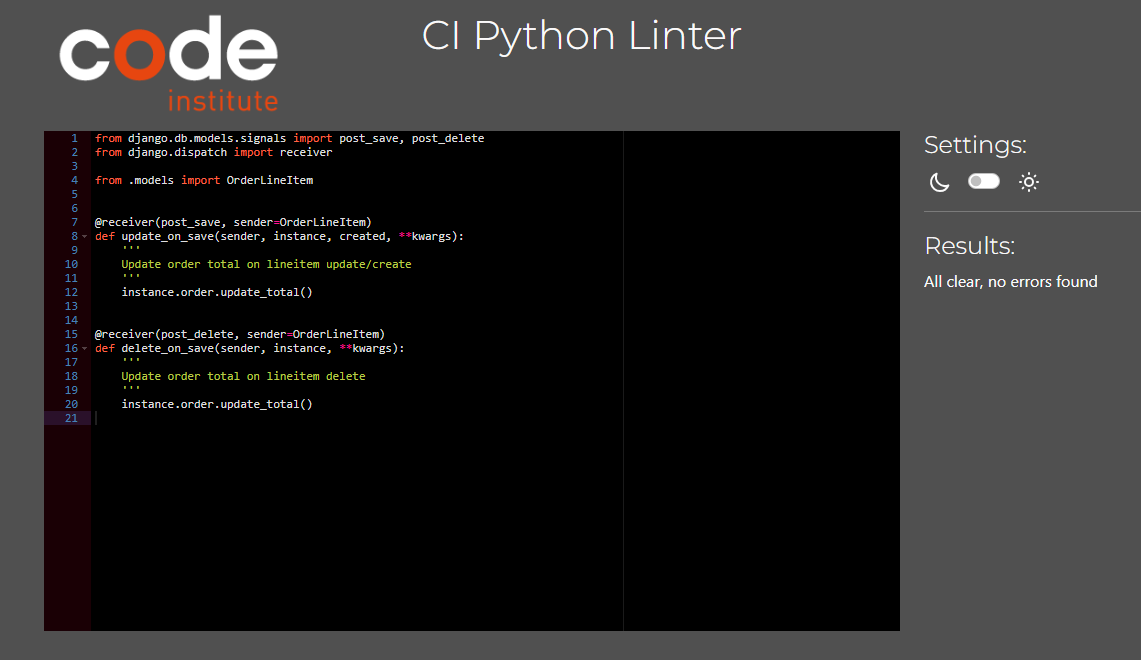 code
institute
CI Python Linter
1 from django.db.models.signals import post_save, post_delete
2 from django.dispatch import receiver
3
4 from .models import OrderLineItem
5
6
7 @receiver(post_save, sender=OrderLineItem)
8 def update_on_save(sender, instance, created, **kwargs):
9     '''
10     Update order total on lineitem update/create
11     '''
12     instance.order.update_total()
13
14
15 @receiver(post_delete, sender=OrderLineItem)
16 def delete_on_save(sender, instance, **kwargs):
17     '''
18     Update order total on lineitem delete
19     '''
20     instance.order.update_total()
21
Settings:
Results:
All clear, no errors found